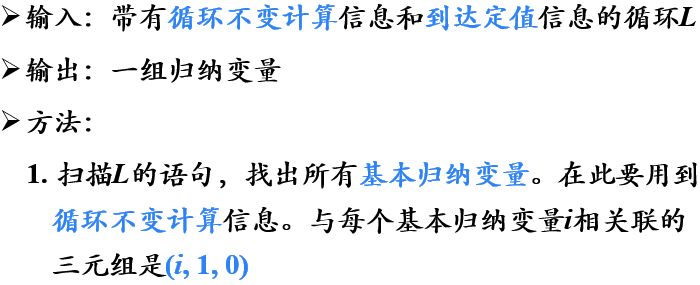 ➢输入：带有循环不变计算信息和到达定值信息的循环L
➢输出：一组归纳变量
➢方法：
1. 扫描L的语句，找出所有基本归纳变量。在此要用到
循环不变计算信息。与每个基本归纳变量i相关联的
三元组是(i, 1, 0)